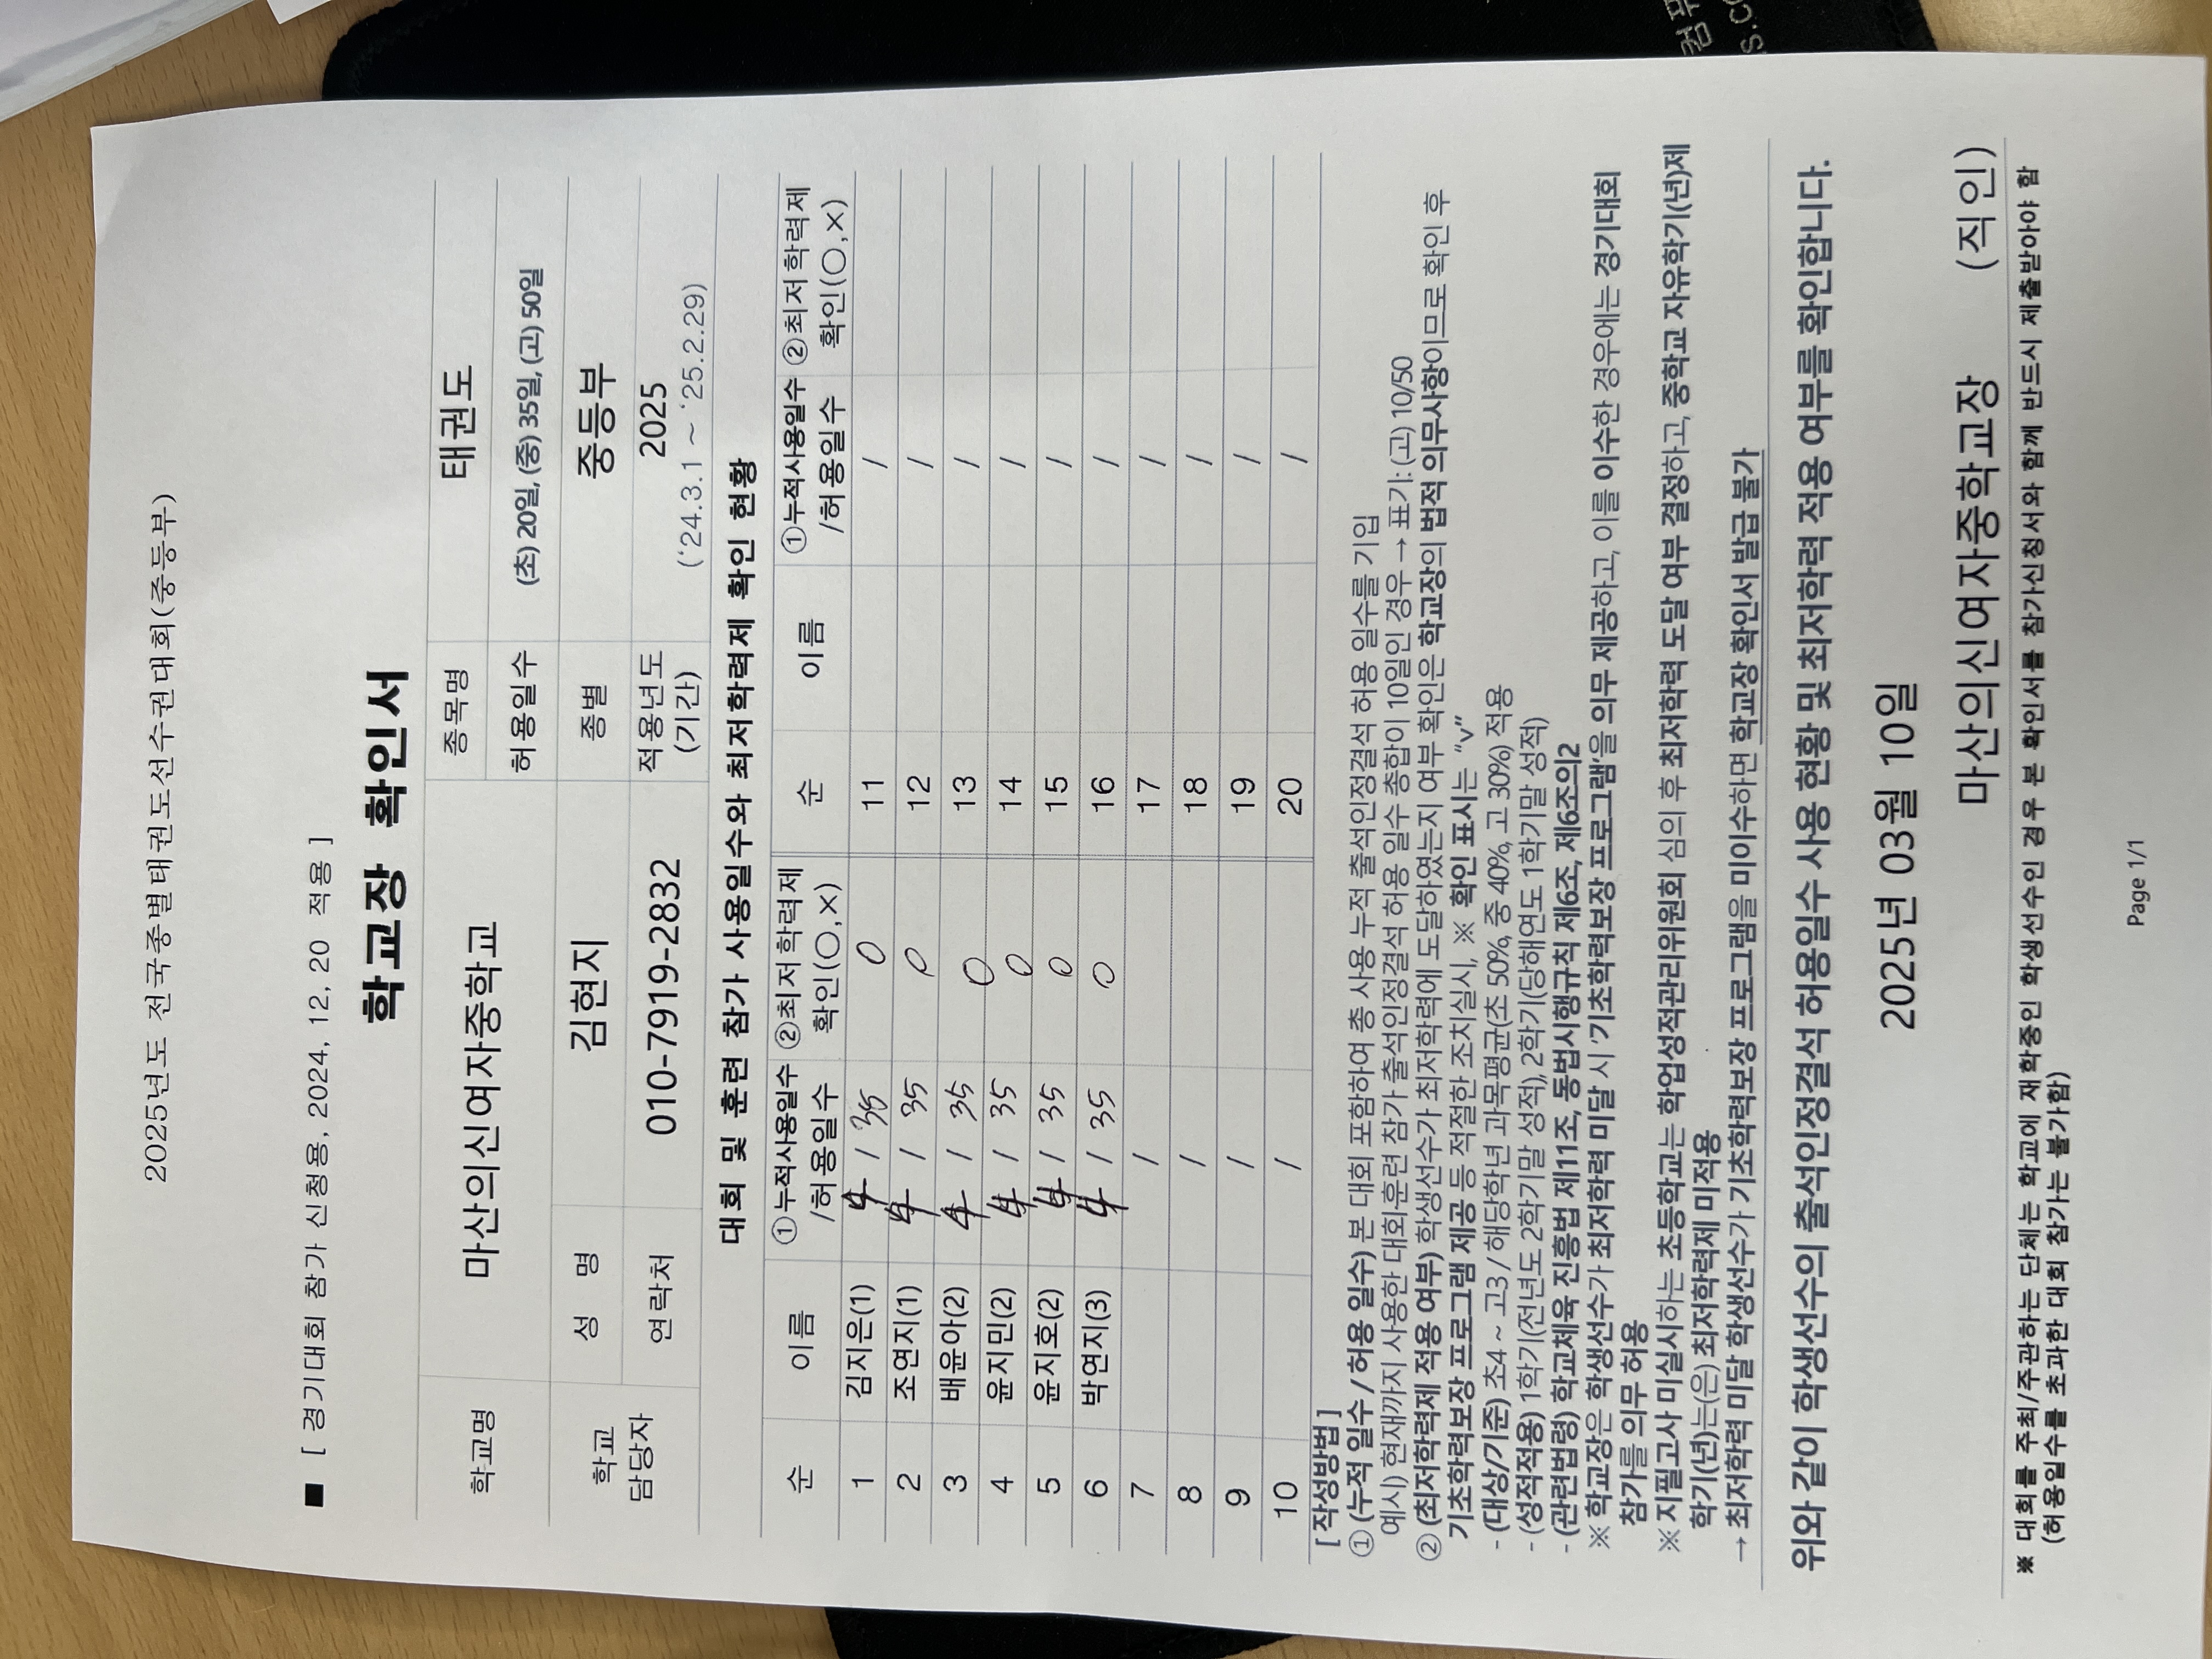 2025년도 전국종별태권도선수권대회(중등부)
■ [ 경기대회 참가 신청용, 2024, 12, 20 적용 ]
학교장 확인서
학교명 마산의신여자중학교 종목명 태권도
허용일수 (초) 20일, (중) 35일, (고) 50일
학교 담당자 성 명 김현지 종별 중등부
연락처 010-7919-2832 적용년도 (기간) 2025 (‘24.3.1 ~ ‘25.2.29)
대회 및 훈련 참가 사용일수와 최저학력제 확인 현황
순 이름 ①누적사용일수 /허용일수 ②최저학력제 확인(○,×) 순 이름 ①누적사용일수 /허용일수 ②최저학력제 확인(○,×)
1 김지은(1) 4 / 35 O 11 /
2 조연지(1) 4 / 35 O 12 /
3 배윤아(2) 4 / 35 O 13 /
4 윤지민(2) 4 / 35 O 14 /
5 윤지호(2) 4 / 35 O 15 /
6 박연지(3) 4 / 35 O 16 /
7 / 17 /
8 / 18 /
9 / 19 /
10 / 20 /
[ 작성방법 ]
① (누적 일수 / 허용 일수) 본 대회 포함하여 총 사용 누적 출석인정결석 허용 일수를 기입
예시) 현재까지 사용한 대회·훈련 참가 출석인정결석 허용 일수 총합이 10일인 경우 → 표기: (고) 10/50
② (최저학력제 적용 여부) 학생선수가 최저학력에 도달하였는지 여부 확인은 학교장의 법적 의무사항이므로 확인 후
기초학력보장 프로그램 제공 등 적절한 조치실시, ※ 확인 표시는 “v”
- (대상/기준) 초4 ~ 고3 / 해당학년 과목평균(초 50%, 중 40%, 고 30%) 적용
- (성적적용) 1학기(전년도 2학기말 성적), 2학기(당해연도 1학기말 성적)
- (관련법령) 학교체육 진흥법 제11조, 동법시행규칙 제6조, 제6조의2
※ 학교장은 학생선수가 최저학력 미달 시 ‘기초학력보장 프로그램’을 의무 제공하고, 이를 이수한 경우에는 경기대회
참가를 의무 허용
※ 지필고사 미실시하는 초등학교는 학업성적관리위원회 심의 후 최저학력 도달 여부 결정하고, 중학교 자유학기(년)제
학기(년)는(은) 최저학력제 미적용
→ 최저학력 미달 학생선수가 기초학력보장 프로그램을 미이수하면 학교장 확인서 발급 불가
위와 같이 학생선수의 출석인정결석 허용일수 사용 현황 및 최저학력 적용 여부를 확인합니다.
2025년 03월 10일
마산의신여자중학교장 (직인)
※ 대회를 주최/주관하는 단체는 학교에 재학중인 학생선수인 경우 본 확인서를 참가신청서와 함께 반드시 제출받아야 함
(허용일수를 초과한 대회 참가는 불가함)
Page 1/1